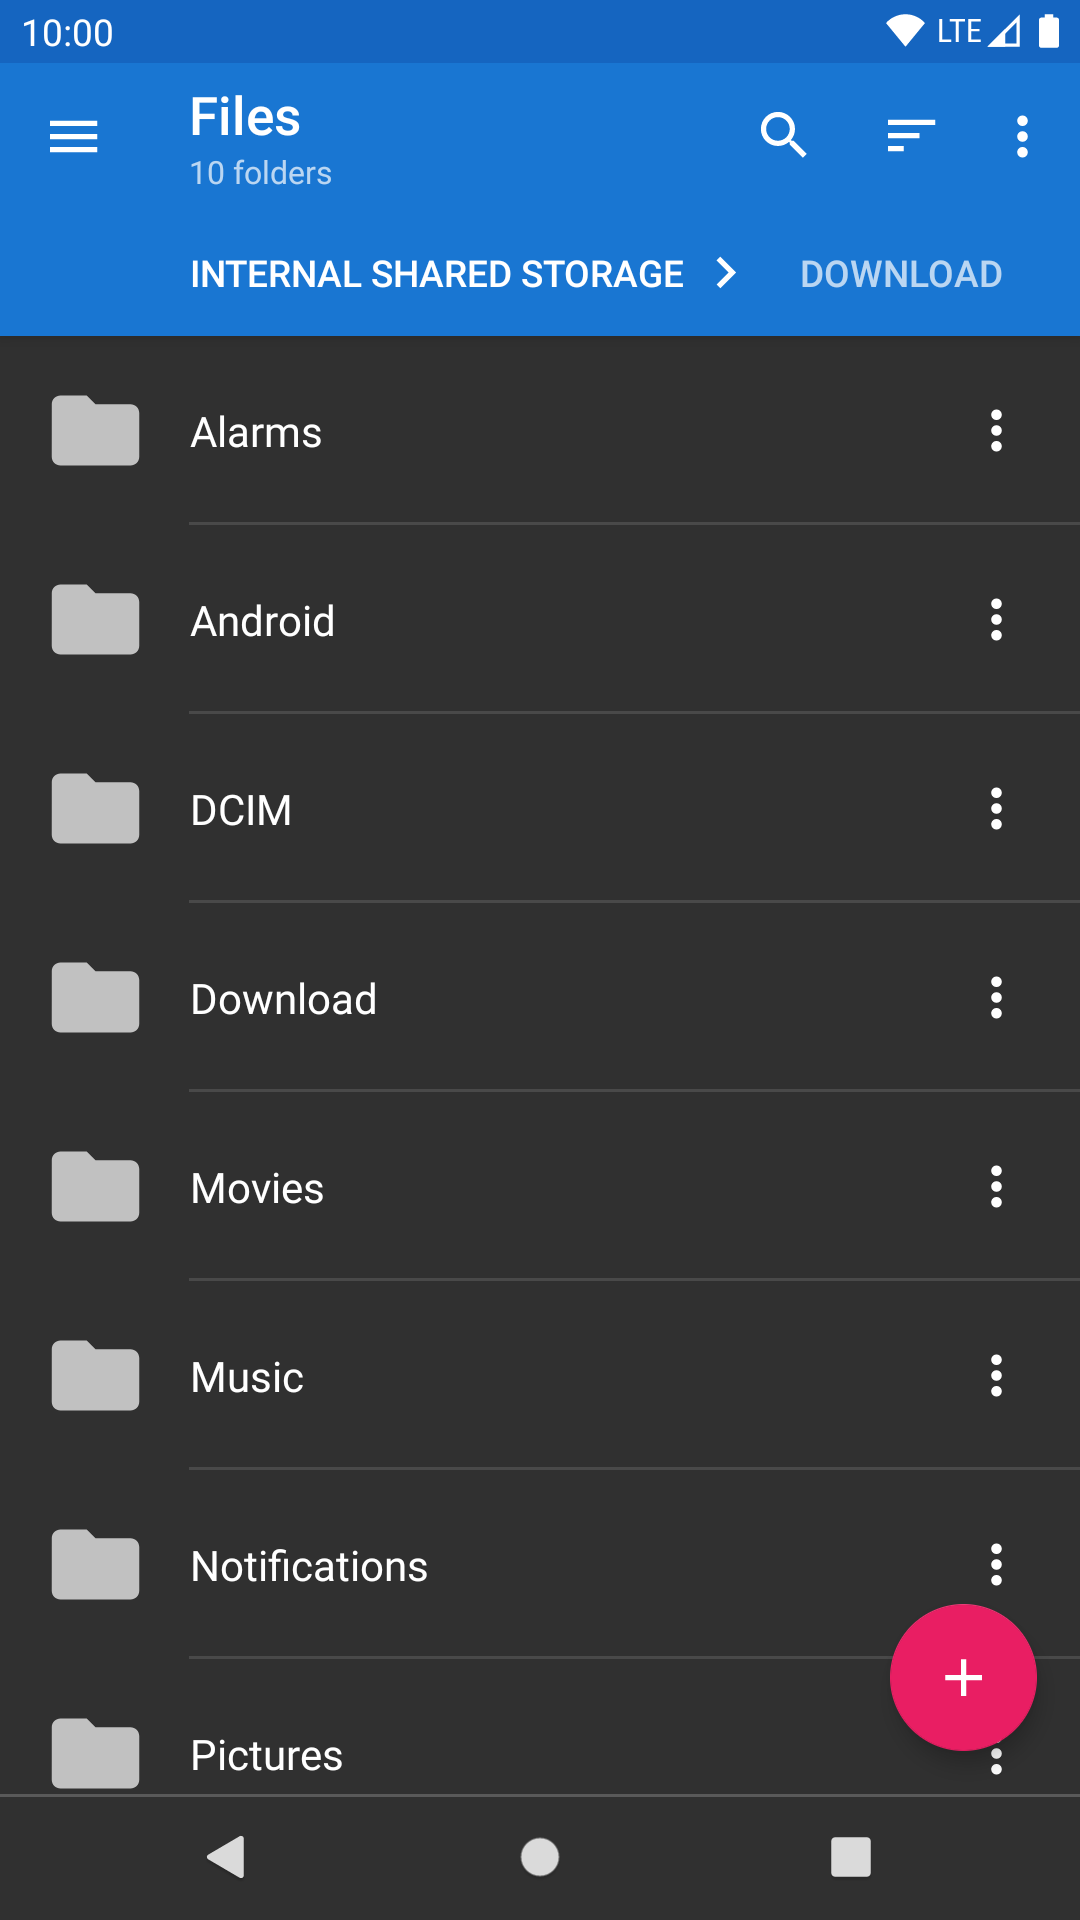 10:00
LTE
Files
10 folders
INTERNAL SHARED STORAGE
DOWNLOAD
Alarms
Android
DCIM
Download
Movies
Music
Notifications
Pictures